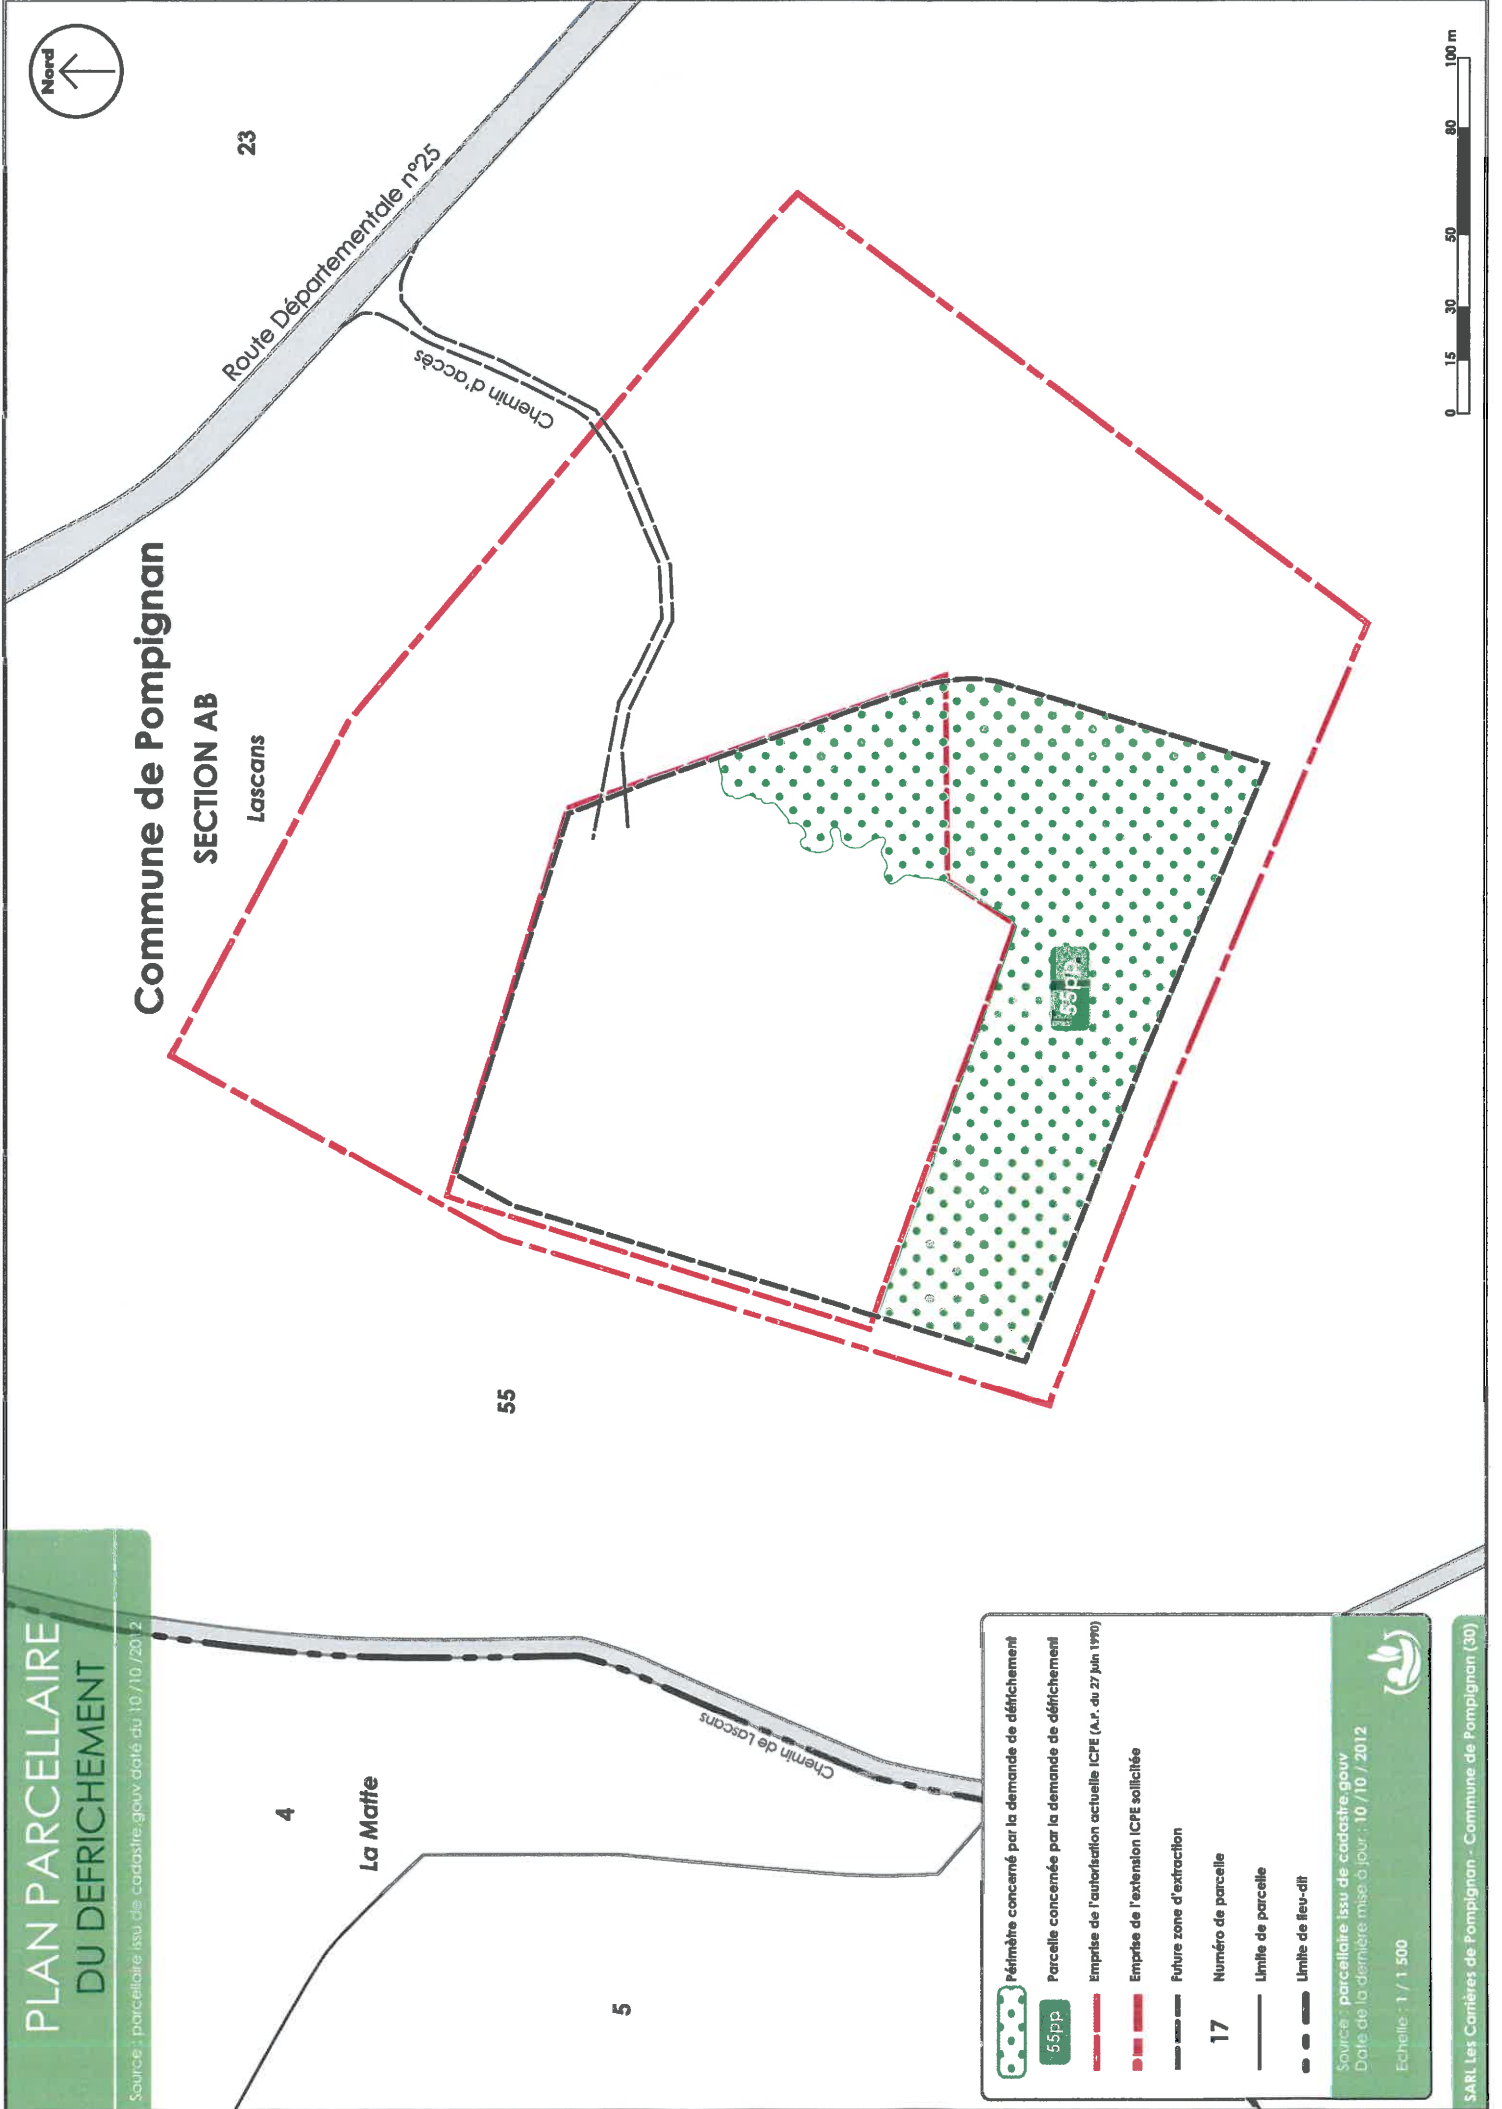 PLAN PARCELLAIRE
DU DEFRICHEMENT
Source : parcellaire issu de cadastre.gouv daté du 10/10/2012
Commune de Pompignan
SECTION AB
Lascans
Nord
23
Route Départementale n°25
Chemin d'accès
4
La Matte
5
Chemin de Lascans
55
55pp
Périmètre concerné par la demande de défrichement
55pp
Parcelle concernée par la demande de défrichement
Emprise de l'autorisation actuelle ICPE (A.P. du 27 juin 1990)
Emprise de l'extension ICPE sollicitée
Future zone d'extraction
17
Numéro de parcelle
Limite de parcelle
Limite de lieu-dit
Source : parcellaire issu de cadastre.gouv
Date de la dernière mise à jour : 10 / 10 / 2012
Echelle : 1 / 1 500
0 15 30 50 80 100 m
SARL Les Carrières de Pompignan - Commune de Pompignan (30)